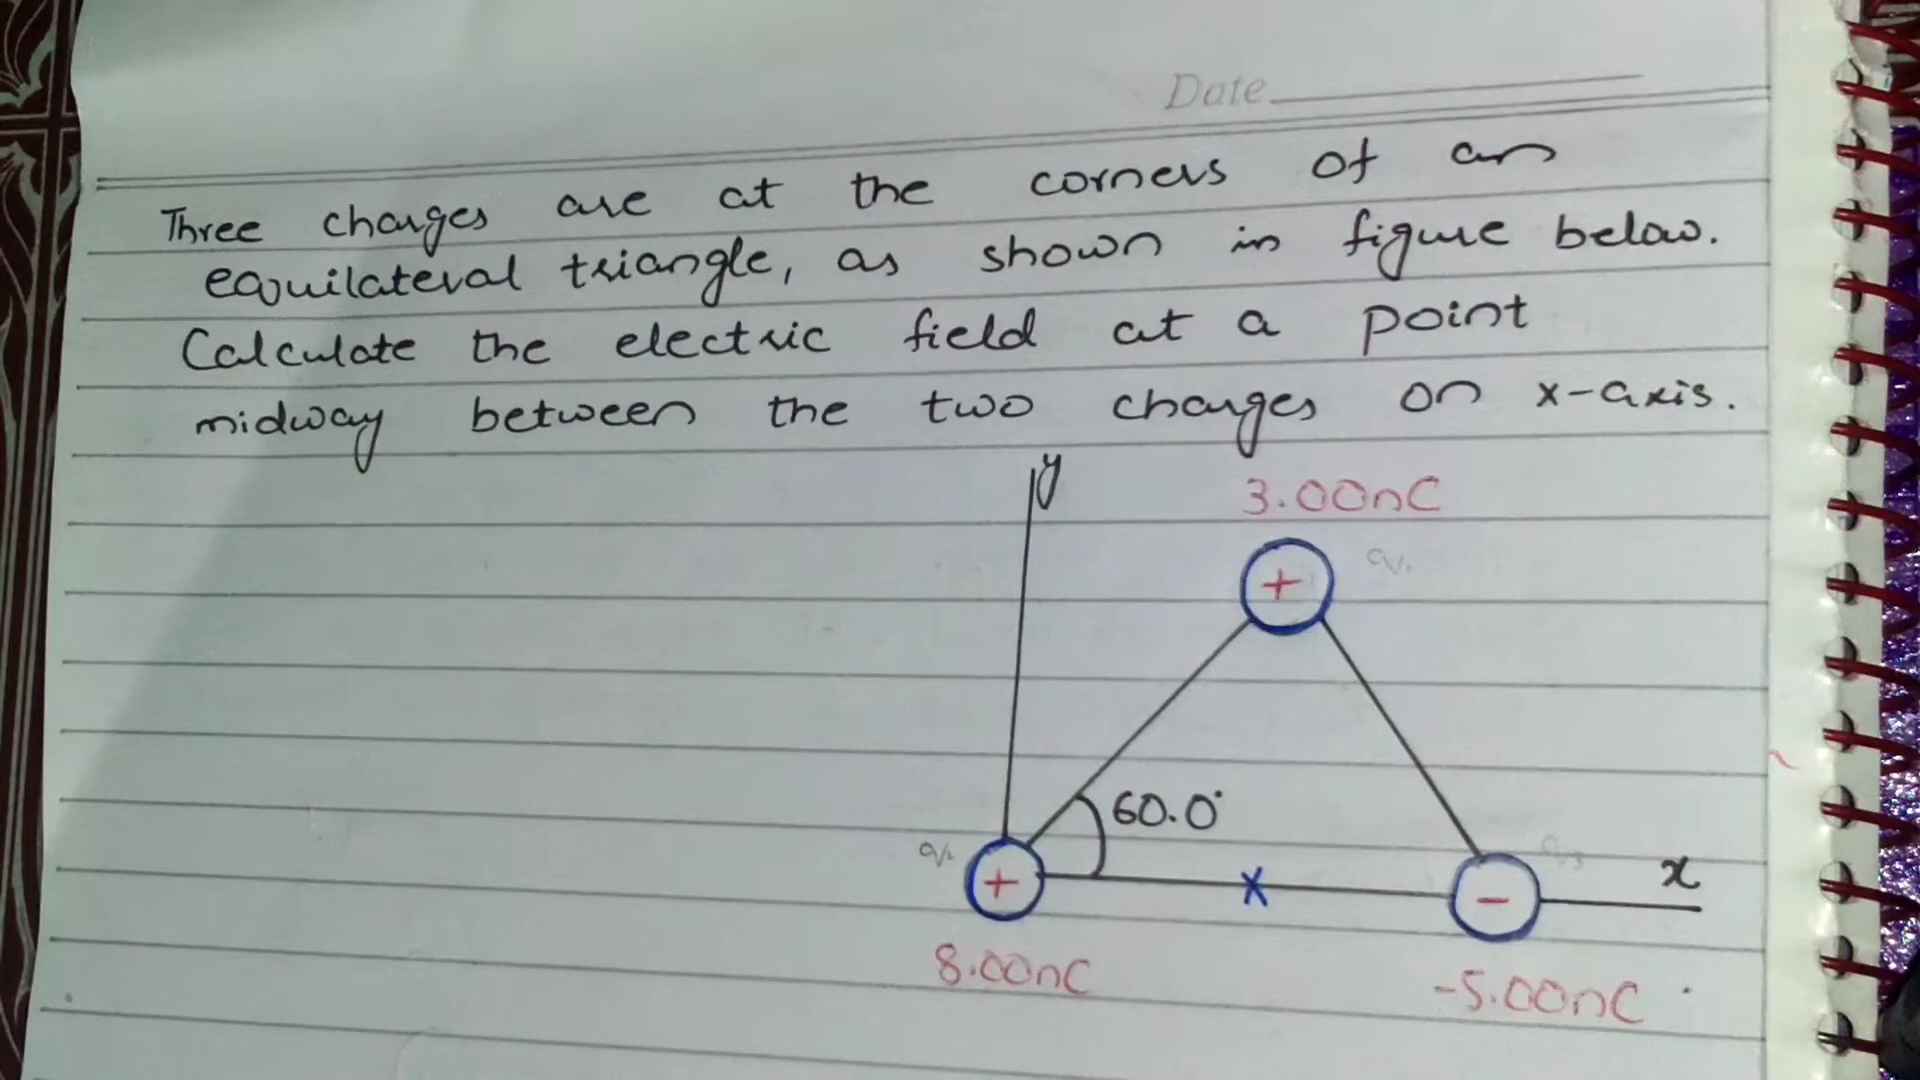 Date
Three charges are at the corners of an
equilateral triangle, as shown in figure below.
Calculate the electric field at a point
midway between the two charges on x-axis.
y
3.00nC
+
q1
60.0°
q2
+
x
-
x
8.00nC
-5.00nC